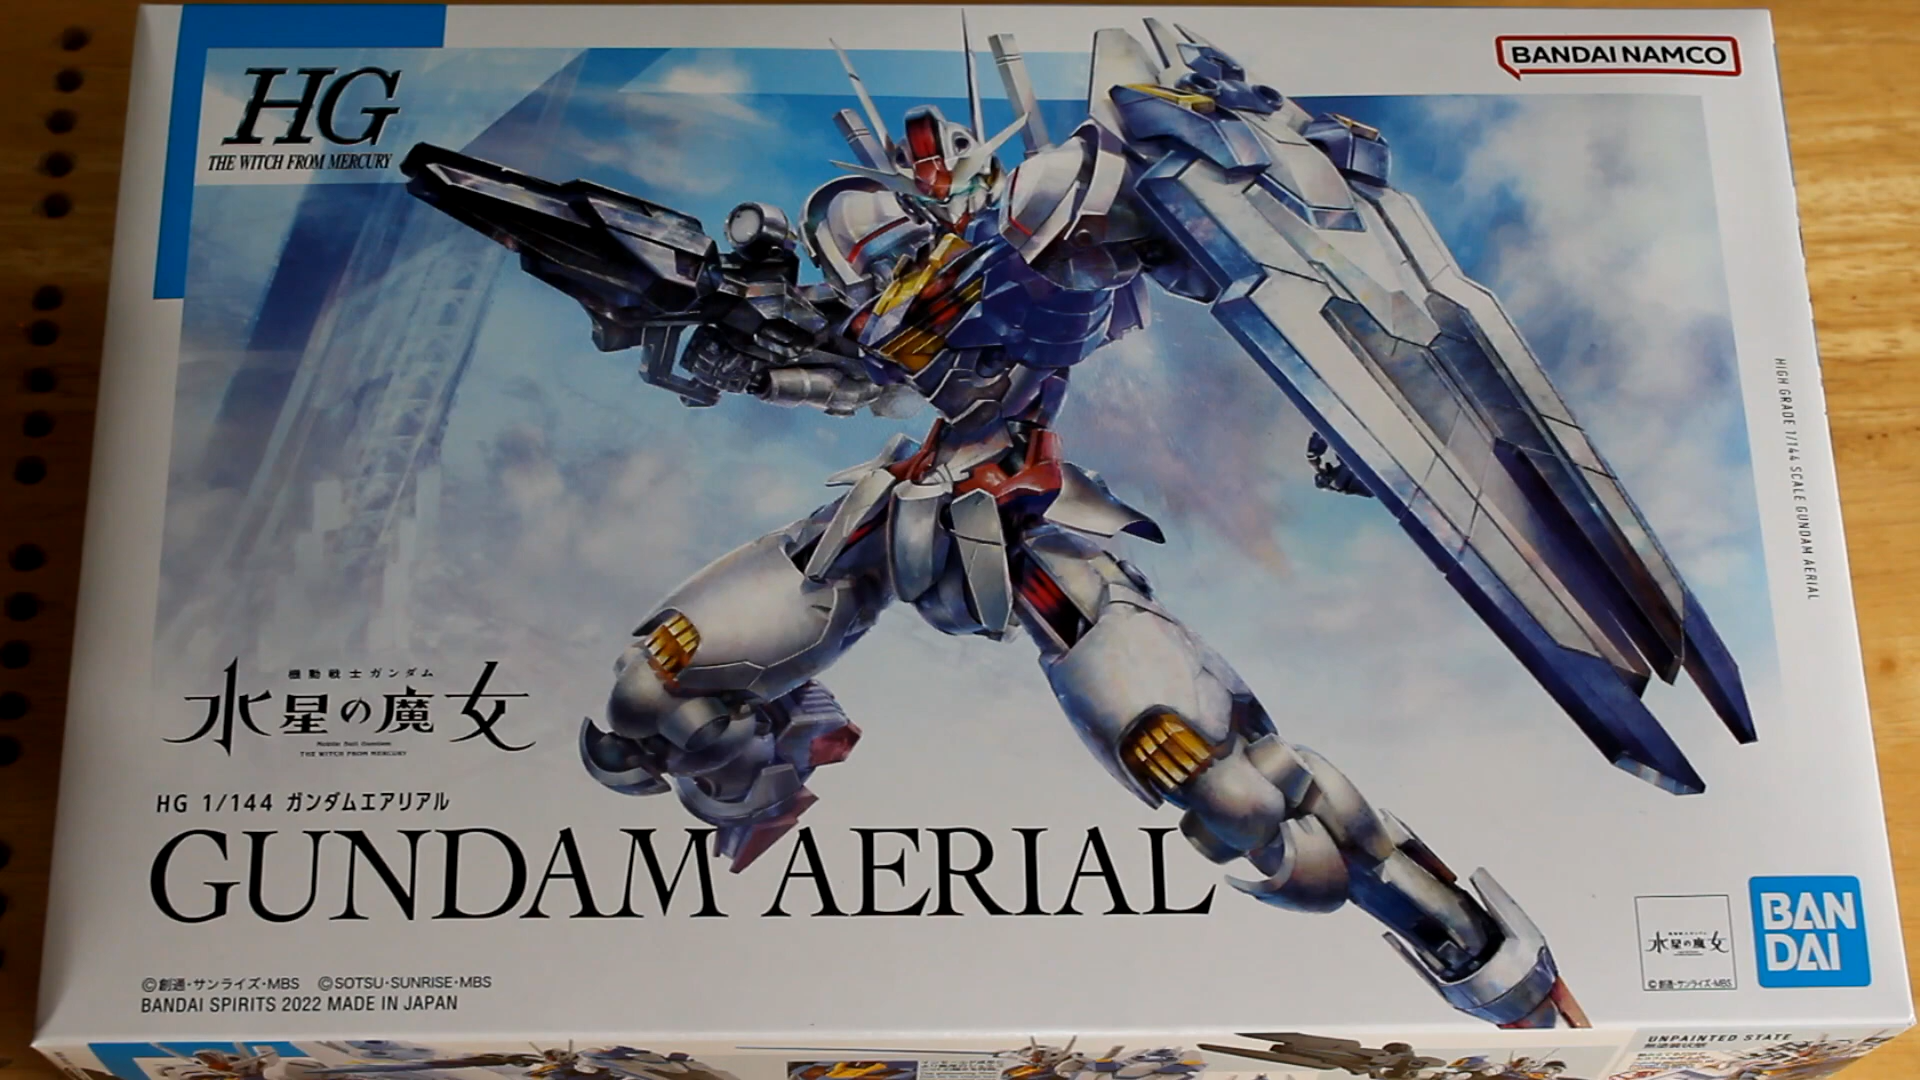 HG
THE WITCH FROM MERCURY
BANDAI NAMCO
HIGH GRADE 1/144 SCALE GUNDAM AERIAL
機動戦士ガンダム
水星の魔女
Mobile Suit Gundam
THE WITCH FROM MERCURY
HG 1/144 ガンダムエアリアル
GUNDAM AERIAL
©創通・サンライズ・MBS ©SOTSU・SUNRISE・MBS
BANDAI SPIRITS 2022 MADE IN JAPAN
水星の魔女
©創通・サンライズ・MBS
BAN
DAI
UNPAINTED STATE